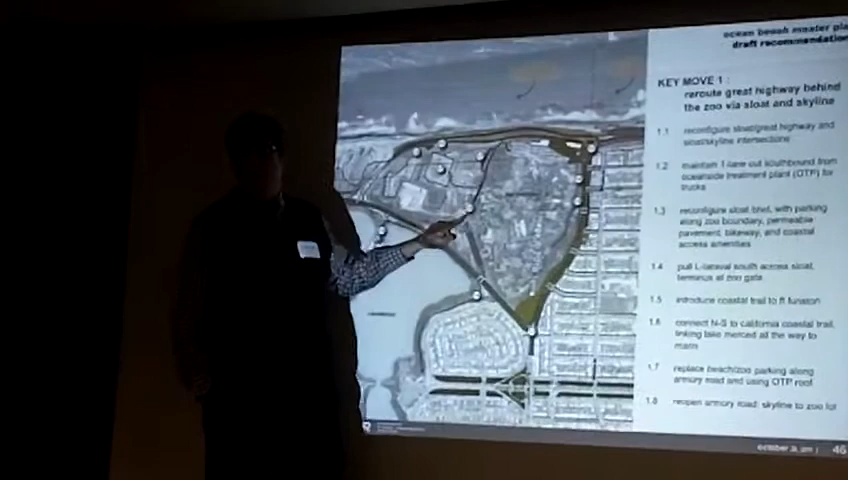 ocean beach master pla
draft recommendation
KEY MOVE 1 :
reroute great highway behind
the zoo via sloat and skyline
1.1 reconfigure sloat/great highway and
sloat/skyline intersections
1.2 maintain 1 lane out southbound from
oceanside treatment plant (OTP) for
trucks
1.3 reconfigure sloat blvd, with parking
along zoo boundary, permeable
pavement, bikeway, and coastal
access amenities
1.4 pull L-taraval south across sloat,
terminus at zoo gate
1.5 introduce coastal trail to ft funston
1.6 connect N-S to california coastal trail,
linking lake merced all the way to
marin
1.7 replace beach/zoo parking along
armory road and using OTP roof
1.8 reopen armory road: skyline to zoo lot
46